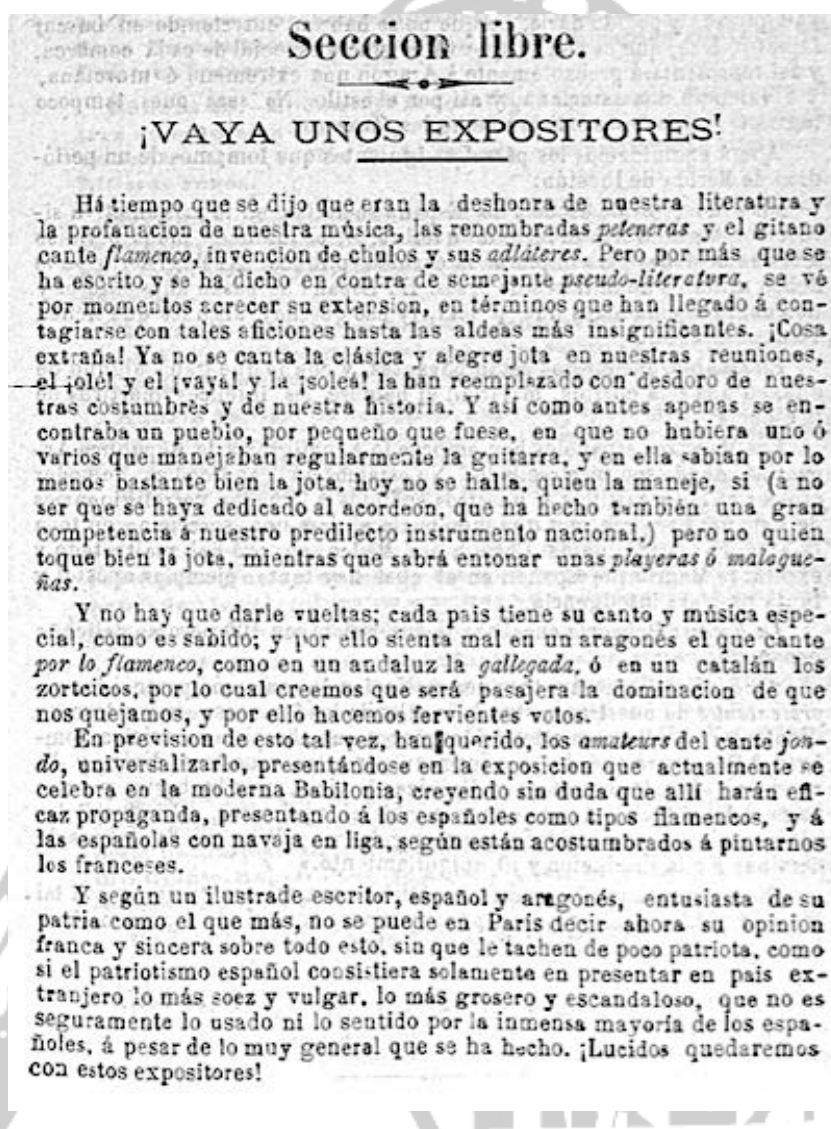 Seccion libre.
¡VAYA UNOS EXPOSITORES!
Há tiempo que se dijo que eran la deshonra de nuestra literatura y
la profanacion de nuestra música, las renombradas peteneras y el gitano
cante flamenco, invencion de chulos y sus adláteres. Pero por más que se
ha escrito y se ha dicho en contra de semejante pseudo-literatura, se vé
por momentos acrecer su extension, en términos que han llegado á con-
tagiarse con tales aficiones hasta las aldeas más insignificantes. ¡Cosa
extraña! Ya no se canta la clásica y alegre jota en nuestras reuniones,
el ¡olé! y el ¡vaya! y la ¡soleá! la han reemplazado con desdoro de nues-
tras costumbrès y de nuestra historia. Y así como antes apenas se en-
contraba un pueblo, por pequeño que fuese, en que no hubiera uno ó
varios que manejaban regularmente la guitarra, y en ella sabian por lo
menos bastante bien la jota, hoy no se halla, quien la maneje, si (a no
ser que se haya dedicado al acordeon, que ha hecho también una gran
competencia á nuestro predilecto instrumento nacional,) pero no quien
toque bien la jota, mientras que sabrá entonar unas playeras ó malague-
ñas.
Y no hay que darle vueltas; cada pais tiene su canto y música espe-
cial, como es sabido; y por ello sienta mal en un aragonés el que cante
por lo flamenco, como en un andaluz la gallegada, ó en un catalán los
zortcicos, por lo cual creemos que será pasajera la dominacion de que
nos quejamos, y por ello hacemos fervientes votos.
En prevision de esto tal vez, han querido, los amateurs del cante jon-
do, universalizarlo, presentándose en la exposicion que actualmente se
celebra en la moderna Babilonia, creyendo sin duda que allí harán efi-
caz propaganda, presentando á los españoles como tipos flamencos, y á
las españolas con navaja en liga, según están acostumbrados á pintarnos
los franceses.
Y según un ilustrade escritor, español y aragonés, entusiasta de su
patria como el que más, no se puede en Paris decir ahora su opinion
franca y sincera sobre todo esto, sin que le tachen de poco patriota, como
si el patriotismo español consistiera solamente en presentar en pais ex-
tranjero lo más soez y vulgar, lo más grosero y escandaloso, que no es
seguramente lo usado ni lo sentido por la inmensa mayoría de los espa-
ñoles, á pesar de lo muy general que se ha hecho. ¡Lucidos quedaremos
con estos expositores!